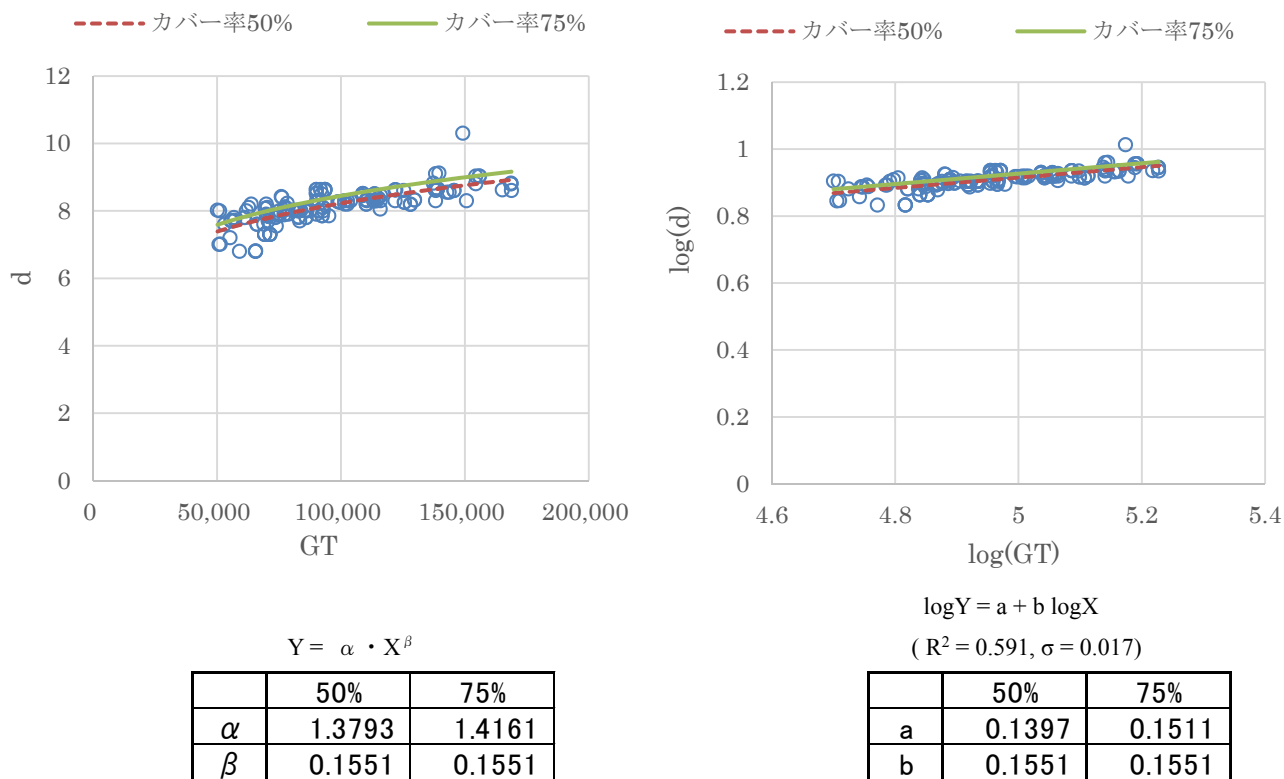 カバー率50% カバー率75%
12
10
8
6
4
2
0
d
0 50,000 100,000 150,000 200,000
GT
Y = α・X^β
50% 75%
α 1.3793 1.4161
β 0.1551 0.1551
カバー率50% カバー率75%
1.2
1
0.8
0.6
0.4
0.2
0
log(d)
4.6 4.8 5 5.2 5.4
log(GT)
logY = a + b logX
( R² = 0.591, σ = 0.017)
50% 75%
a 0.1397 0.1511
b 0.1551 0.1551